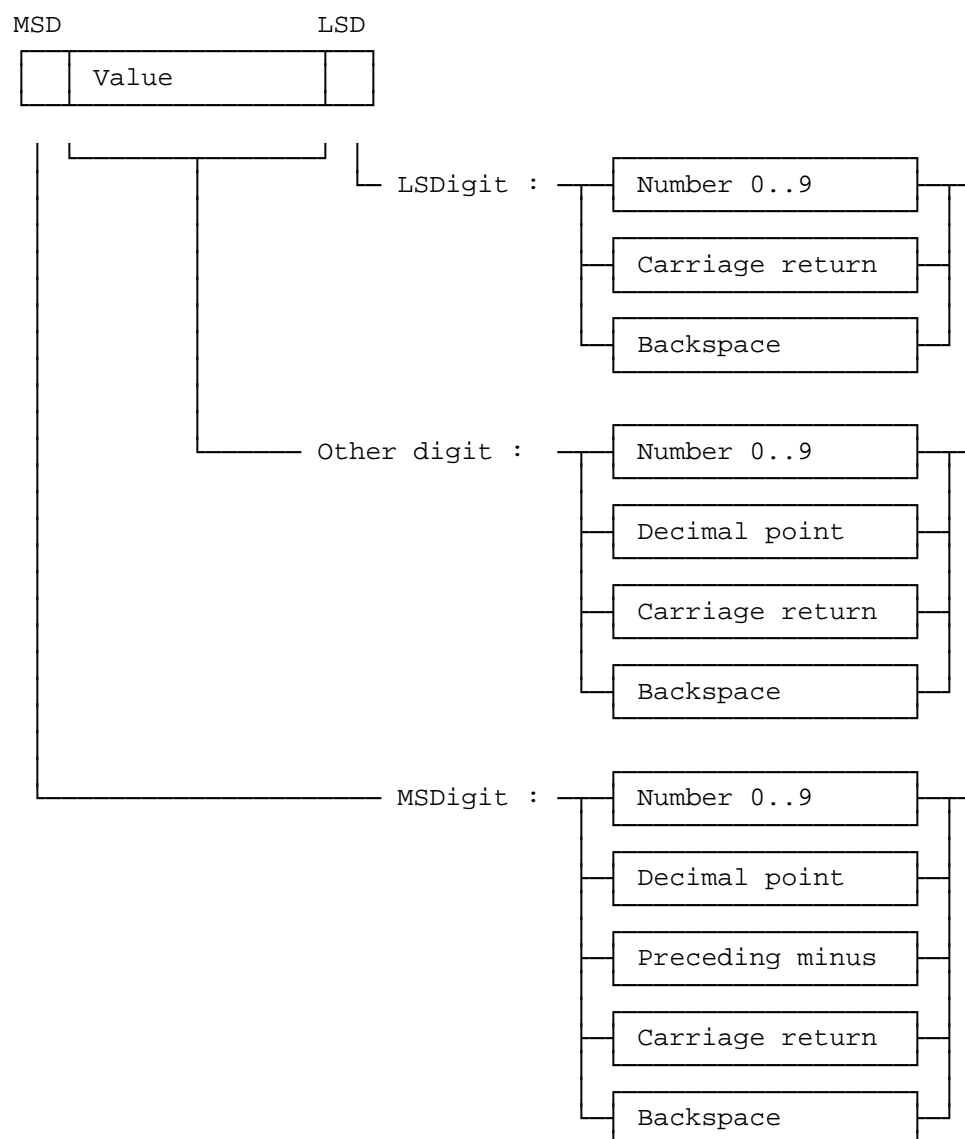 MSD LSD
Value
LSDigit : Number 0..9
Carriage return
Backspace
Other digit : Number 0..9
Decimal point
Carriage return
Backspace
MSDigit : Number 0..9
Decimal point
Preceding minus
Carriage return
Backspace